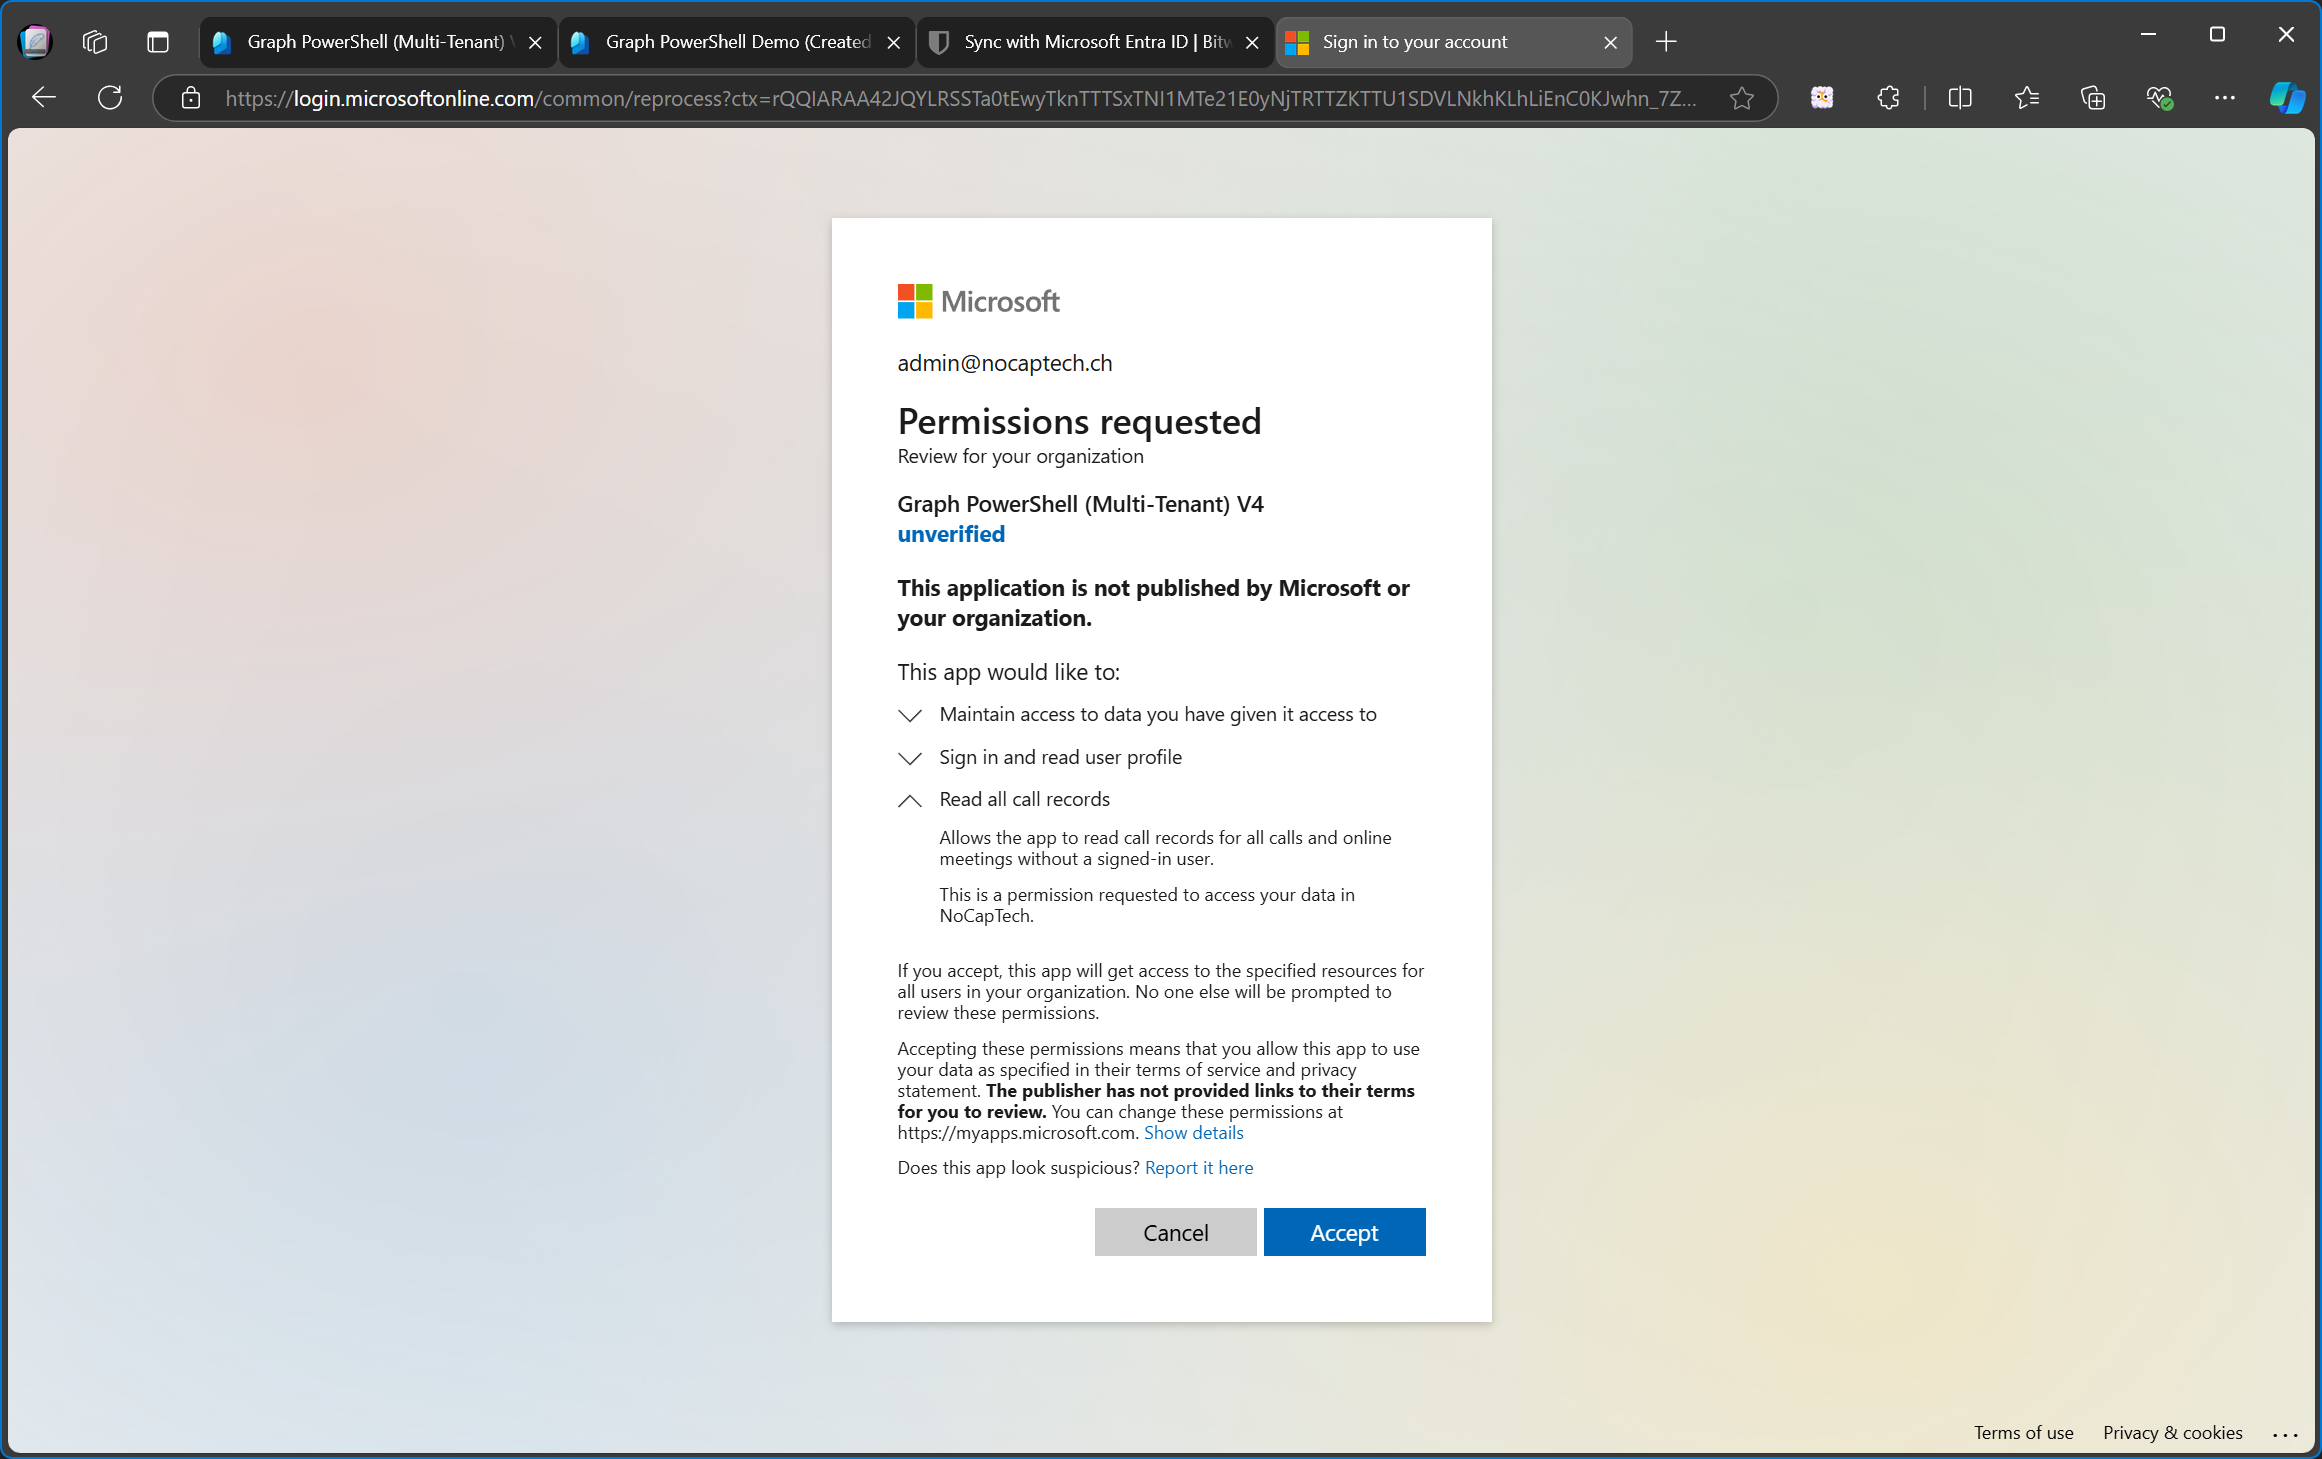 Graph PowerShell (Multi-Tenant)
Graph PowerShell Demo (Created
Sync with Microsoft Entra ID | Bitw
Sign in to your account
https://login.microsoftonline.com/common/reprocess?ctx=rQQIARAA42JQYLRSSTa0tEwyTknTTTSxTNI1MTe21E0yNjTRTTZKTTU1SDVLNkhKLhLiEnC0KJwhn_7Z...
Microsoft
admin@nocaptech.ch
Permissions requested
Review for your organization
Graph PowerShell (Multi-Tenant) V4
unverified
This application is not published by Microsoft or
your organization.
This app would like to:
Maintain access to data you have given it access to
Sign in and read user profile
Read all call records
Allows the app to read call records for all calls and online
meetings without a signed-in user.
This is a permission requested to access your data in
NoCapTech.
If you accept, this app will get access to the specified resources for
all users in your organization. No one else will be prompted to
review these permissions.
Accepting these permissions means that you allow this app to use
your data as specified in their terms of service and privacy
statement. The publisher has not provided links to their terms
for you to review. You can change these permissions at
https://myapps.microsoft.com. Show details
Does this app look suspicious? Report it here
Cancel
Accept
Terms of use
Privacy & cookies